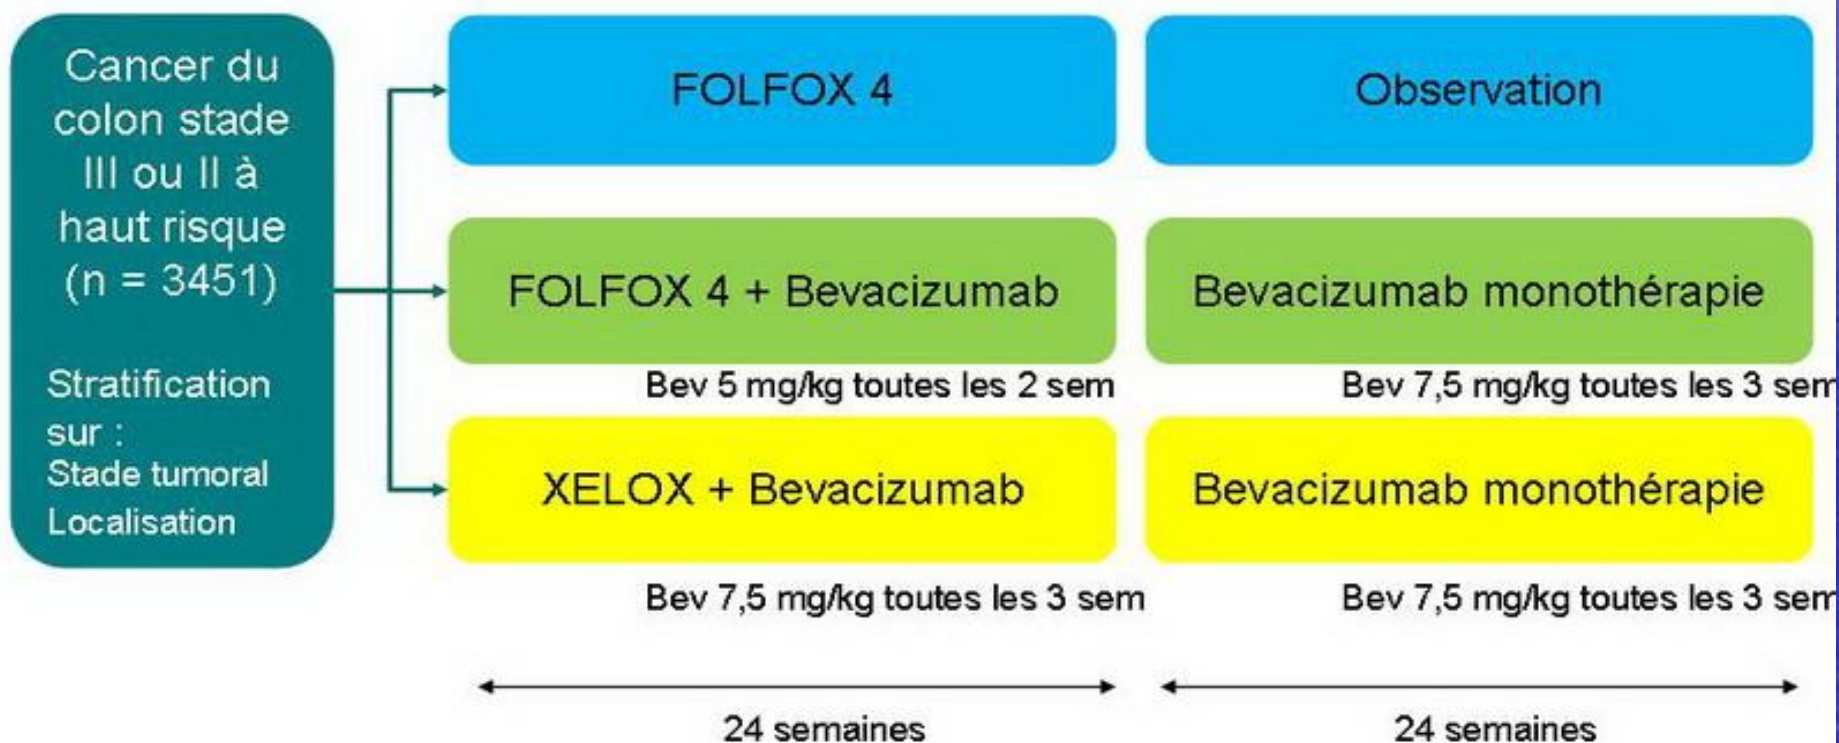 Cancer du
colon stade
III ou II à
haut risque
(n = 3451)
Stratification
sur :
Stade tumoral
Localisation
FOLFOX 4
Observation
FOLFOX 4 + Bevacizumab
Bevacizumab monothérapie
Bev 5 mg/kg toutes les 2 sem
Bev 7,5 mg/kg toutes les 3 sem
XELOX + Bevacizumab
Bevacizumab monothérapie
Bev 7,5 mg/kg toutes les 3 sem
Bev 7,5 mg/kg toutes les 3 sem
24 semaines
24 semaines